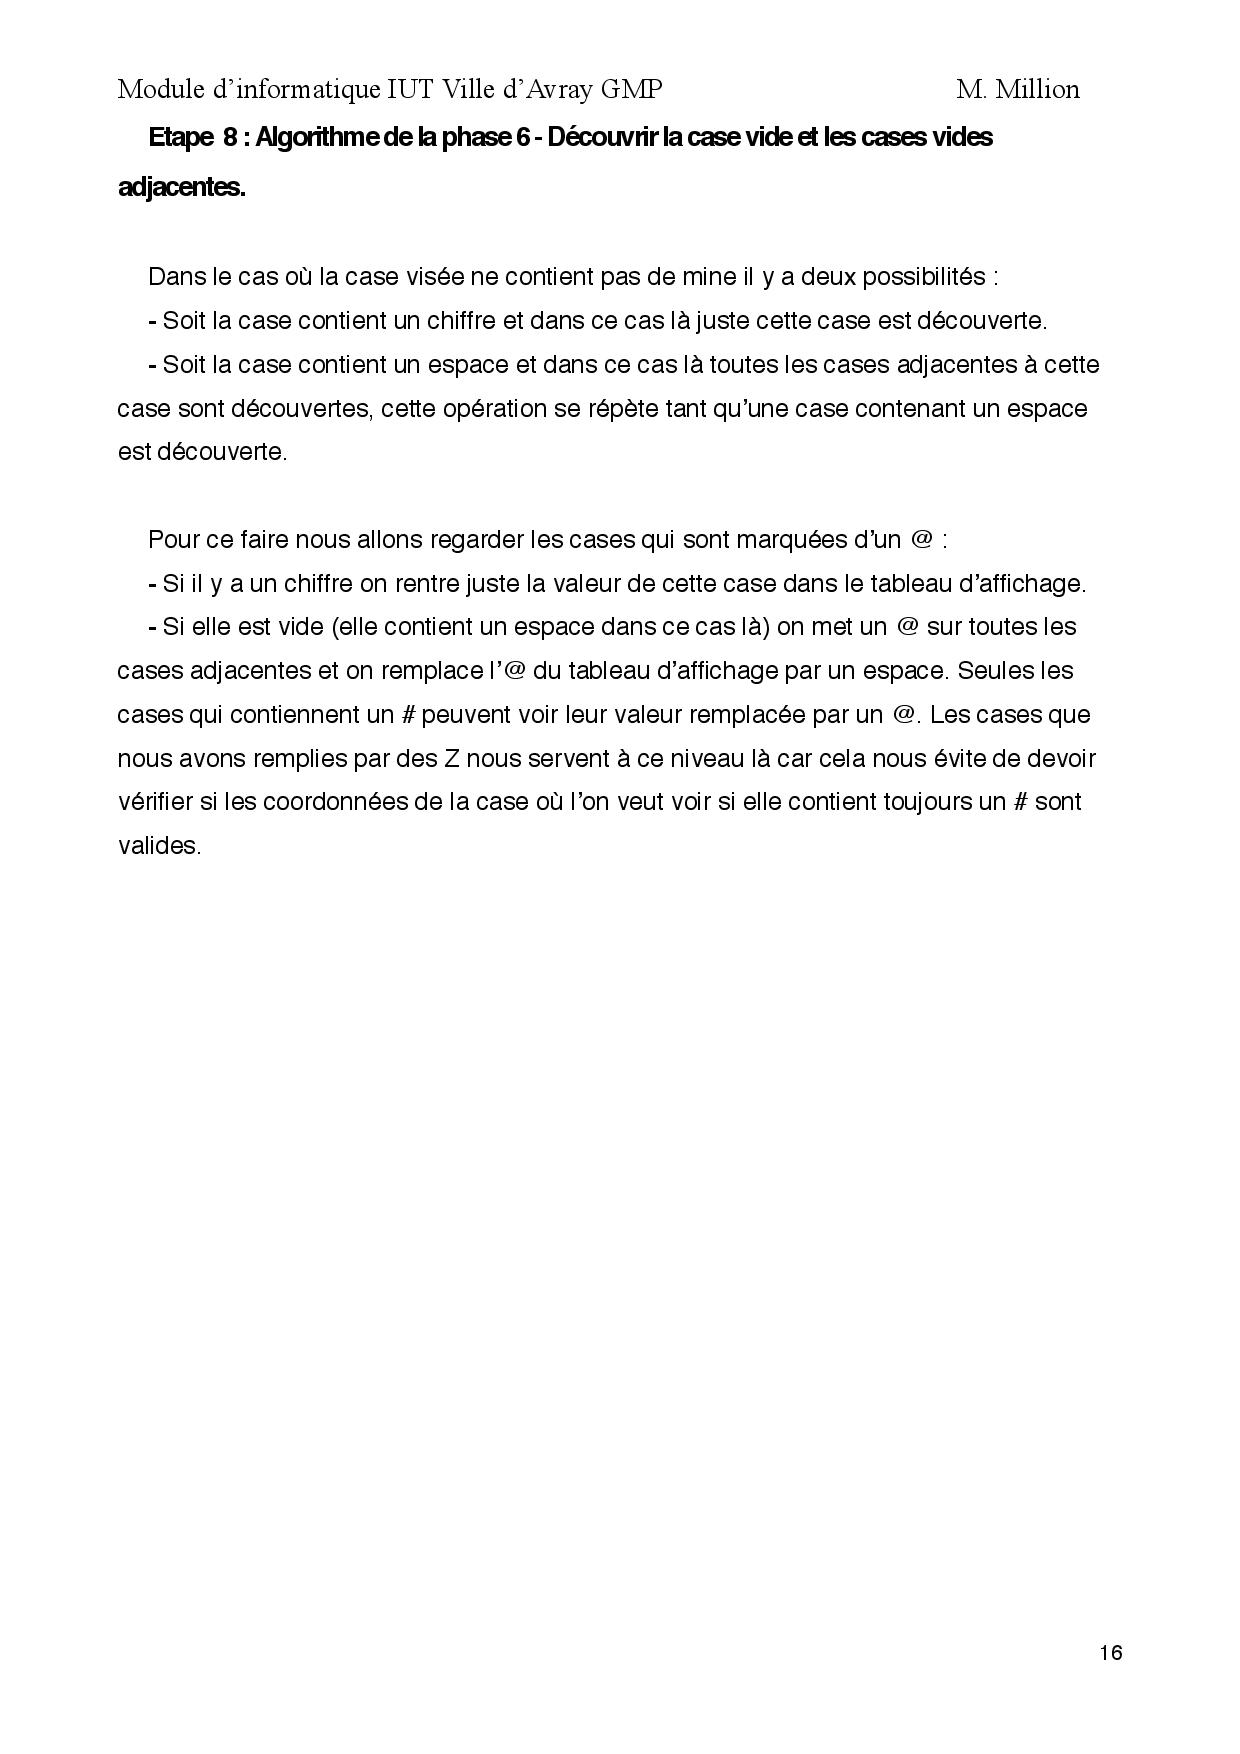 Module d’informatique IUT Ville d’Avray GMP M. Million
Etape 8 : Algorithme de la phase 6 - Découvrir la case vide et les cases vides
adjacentes.
Dans le cas où la case visée ne contient pas de mine il y a deux possibilités :
- Soit la case contient un chiffre et dans ce cas là juste cette case est découverte.
- Soit la case contient un espace et dans ce cas là toutes les cases adjacentes à cette
case sont découvertes, cette opération se répète tant qu’une case contenant un espace
est découverte.
Pour ce faire nous allons regarder les cases qui sont marquées d’un @ :
- Si il y a un chiffre on rentre juste la valeur de cette case dans le tableau d’affichage.
- Si elle est vide (elle contient un espace dans ce cas là) on met un @ sur toutes les
cases adjacentes et on remplace l’@ du tableau d’affichage par un espace. Seules les
cases qui contiennent un # peuvent voir leur valeur remplacée par un @. Les cases que
nous avons remplies par des Z nous servent à ce niveau là car cela nous évite de devoir
vérifier si les coordonnées de la case où l’on veut voir si elle contient toujours un # sont
valides.
16